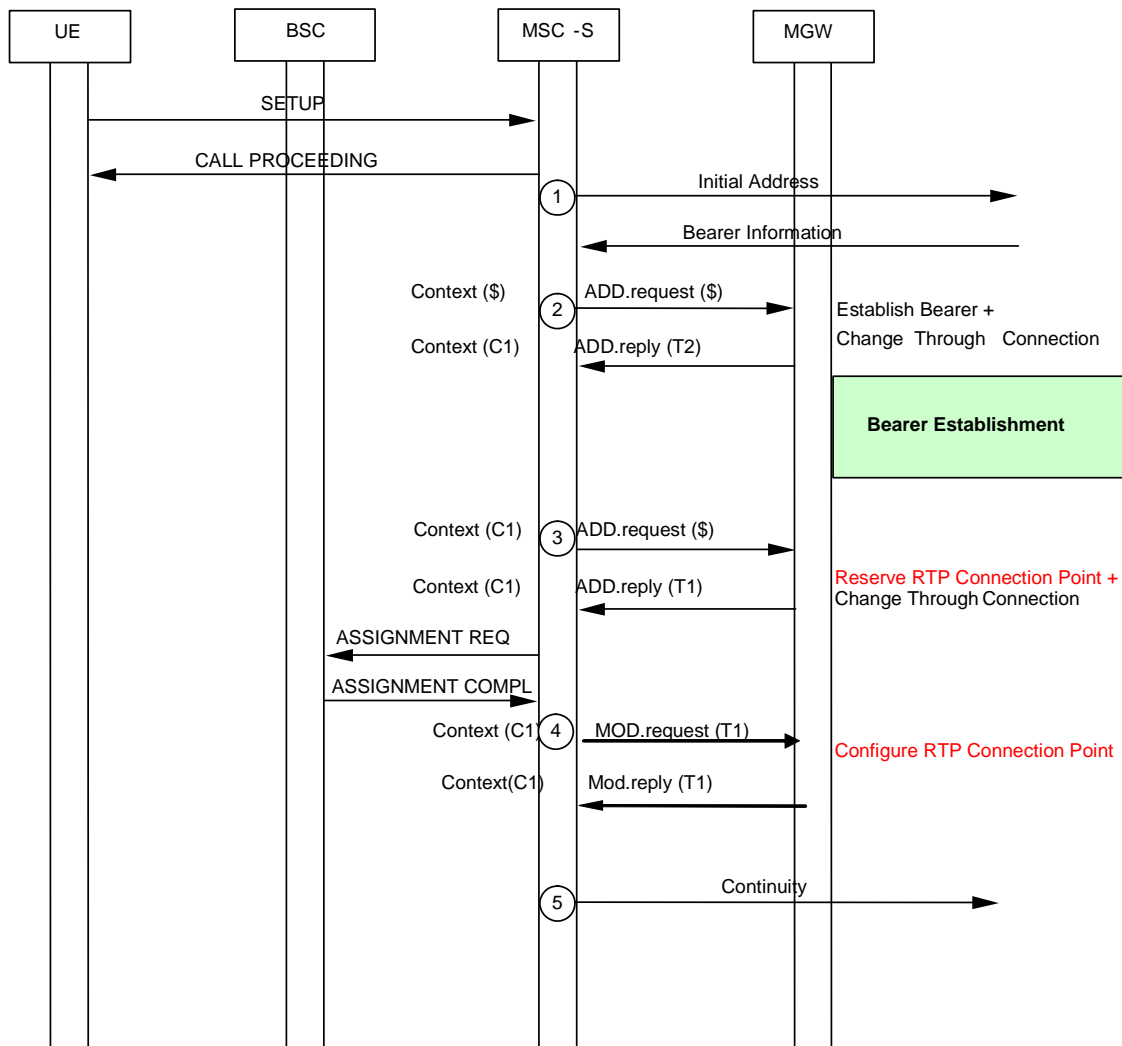 UE
BSC
MSC -S
MGW
SETUP
CALL PROCEEDING
1
Initial Address
Bearer Information
Context ($)
2
ADD.request ($)
Establish Bearer +
Change Through Connection
Context (C1)
ADD.reply (T2)
Bearer Establishment
Context (C1)
3
ADD.request ($)
Reserve RTP Connection Point +
Change Through Connection
Context (C1)
ADD.reply (T1)
ASSIGNMENT REQ
ASSIGNMENT COMPL
Context (C1)
4
MOD.request (T1)
Configure RTP Connection Point
Context(C1)
Mod.reply (T1)
5
Continuity